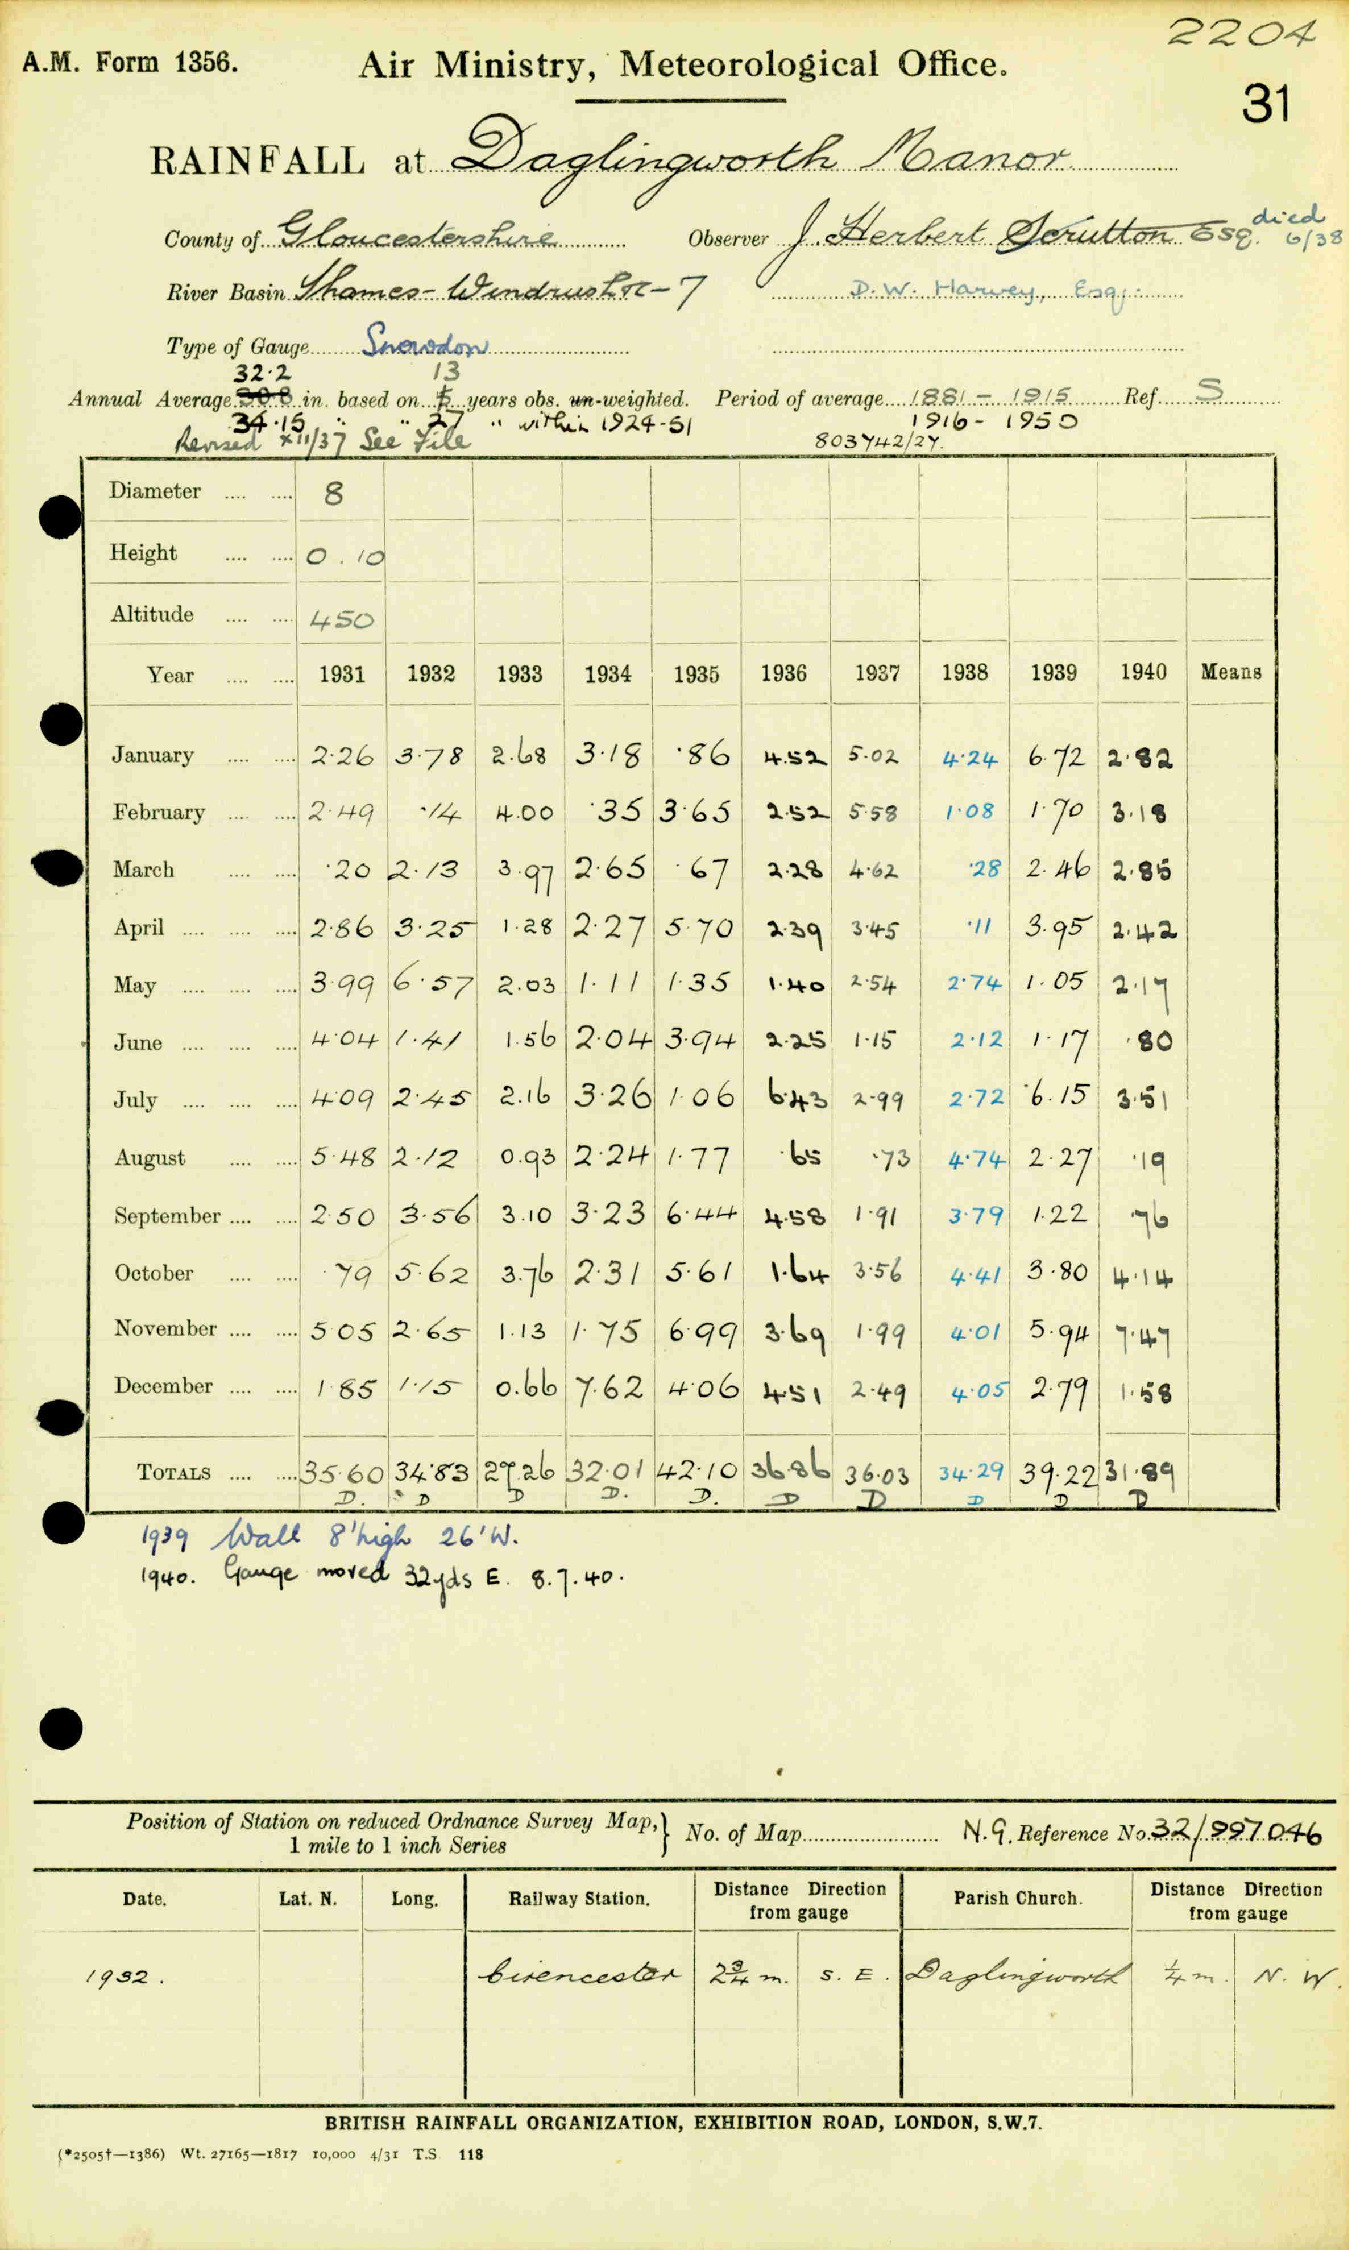 2204
A.M. Form 1356. Air Ministry, Meteorological Office.
31
RAINFALL at Daglingworth Manor
died
County of Gloucestershire Observer J. Herbert Scrutton Esq. 6/38
River Basin Thames - Windrush &c - 7 D. W. Harvey, Esq.
Type of Gauge Snowdon
32.2 13
Annual Average 30.8 in. based on 5 years obs. un-weighted. Period of average 1881 - 1915 Ref. S
34.15 " " 27 " within 1924-51 1916 - 1950
Revised XII/37 See File 803742/27.
Diameter .... .... 8
Height .... .... 0.10
Altitude .... .... 450
Year .... .... 1931 1932 1933 1934 1935 1936 1937 1938 1939 1940 Means
January .... .... 2.26 3.78 2.68 3.18 .86 4.52 5.02 4.24 6.72 2.82
February .... .... 2.49 .14 4.00 .35 3.65 2.52 5.58 1.08 1.70 3.18
March .... .... .20 2.13 3.97 2.65 .67 2.28 4.62 .28 2.46 2.85
April .... .... .... 2.86 3.25 1.28 2.27 5.70 2.39 3.45 .11 3.95 2.42
May .... .... .... 3.99 6.57 2.03 1.11 1.35 1.40 2.54 2.74 1.05 2.17
June .... .... .... 4.04 1.41 1.56 2.04 3.94 2.25 1.15 2.12 1.17 .80
July .... .... .... 4.09 2.45 2.16 3.26 1.06 6.43 2.99 2.72 6.15 3.51
August .... .... 5.48 2.12 0.93 2.24 1.77 .65 .73 4.74 2.27 .19
September .... .... 2.50 3.56 3.10 3.23 6.44 4.58 1.91 3.79 1.22 .76
October .... .... .79 5.62 3.76 2.31 5.61 1.64 3.56 4.41 3.80 4.14
November .... .... 5.05 2.65 1.13 1.75 6.99 3.69 1.99 4.01 5.94 7.47
December .... .... 1.85 1.15 0.66 7.62 4.06 4.51 2.49 4.05 2.79 1.58
TOTALS .... .... 35.60 34.83 27.26 32.01 42.10 36.86 36.03 34.29 39.22 31.89
D. D D D. D. D D D D D
1939 Wall 8' high 26' W.
1940. Gauge moved 32yds E. 8.7.40.
Position of Station on reduced Ordnance Survey Map,
1 mile to 1 inch Series } No. of Map N.G. Reference No. 32/997046
Date. Lat. N. Long. Railway Station. Distance Direction from gauge Parish Church. Distance Direction from gauge
1932. Cirencester 2¾ m. S. E. Daglingworth ¼ m. N. W.
BRITISH RAINFALL ORGANIZATION, EXHIBITION ROAD, LONDON, S.W.7.
(*2505†—1386) Wt. 27165—1817 10,000 4/31 T.S. 118